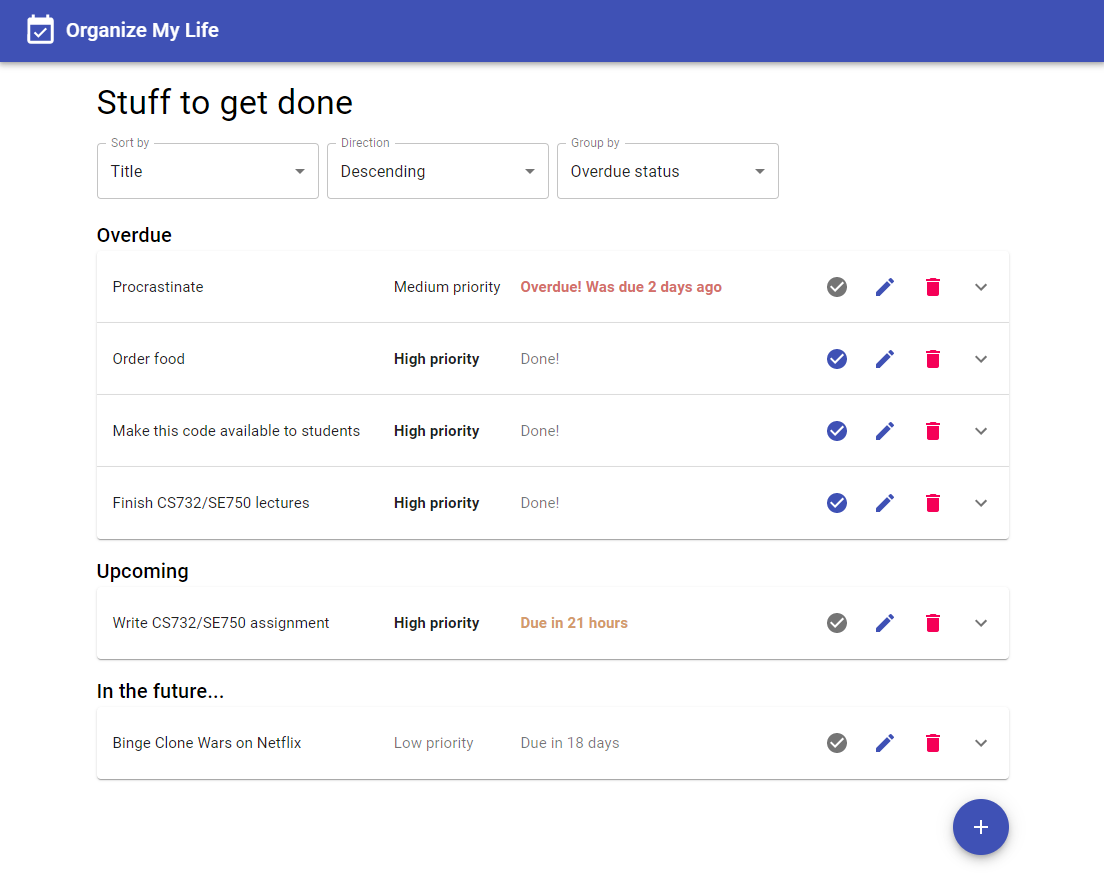 Organize My Life
Stuff to get done
Sort by Direction Group by
Title Descending Overdue status
Overdue
Procrastinate Medium priority Overdue! Was due 2 days ago
Order food High priority Done!
Make this code available to students High priority Done!
Finish CS732/SE750 lectures High priority Done!
Upcoming
Write CS732/SE750 assignment High priority Due in 21 hours
In the future...
Binge Clone Wars on Netflix Low priority Due in 18 days